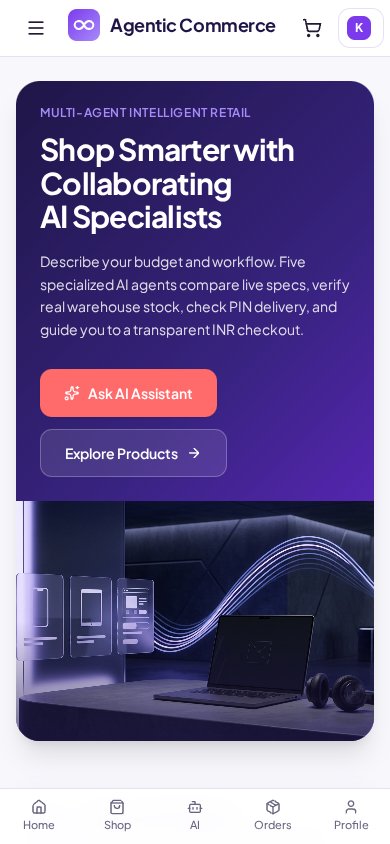 Agentic Commerce
K
MULTI-AGENT INTELLIGENT RETAIL
Shop Smarter with
Collaborating
AI Specialists
Describe your budget and workflow. Five
specialized AI agents compare live specs, verify
real warehouse stock, check PIN delivery, and
guide you to a transparent INR checkout.
Ask AI Assistant
Explore Products
Home
Shop
AI
Orders
Profile